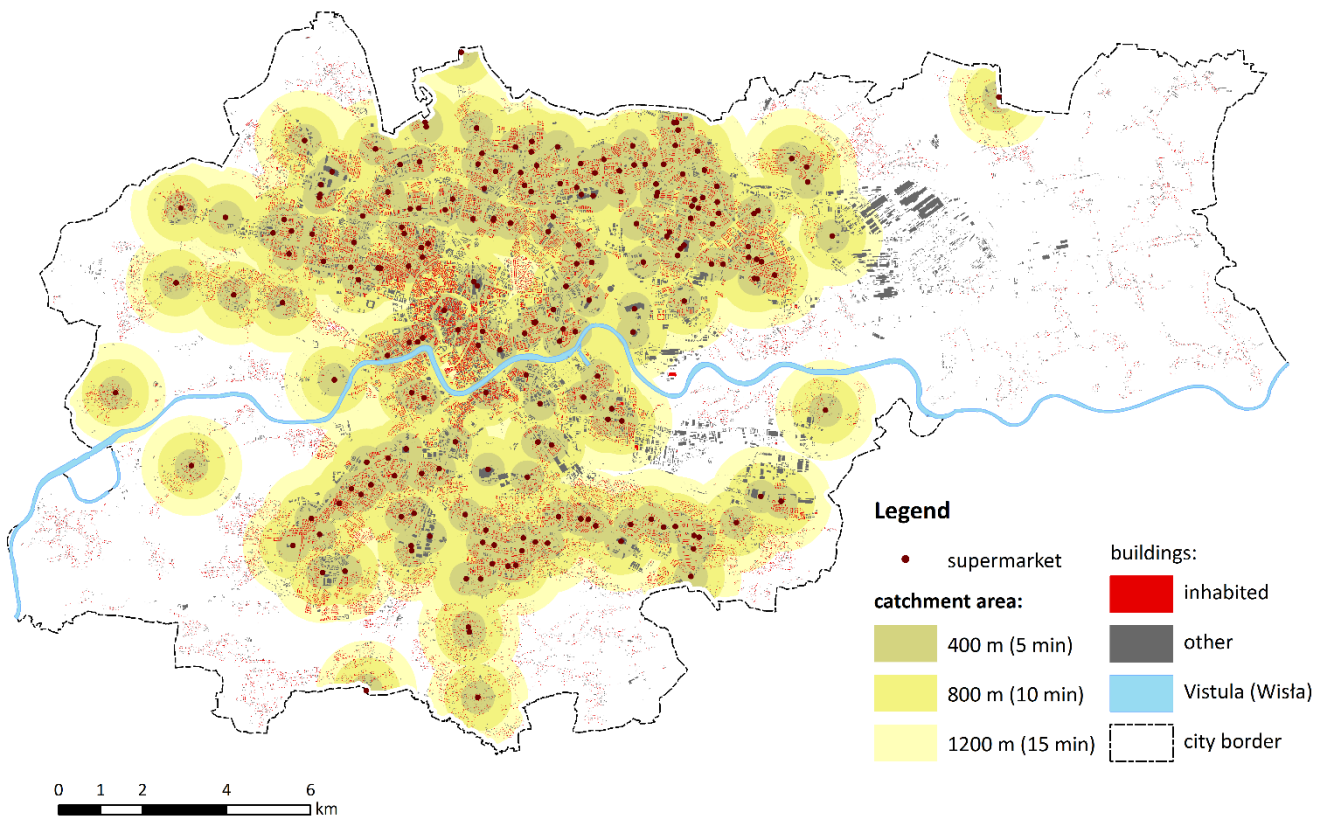 Legend
supermarket
catchment area:
400 m (5 min)
800 m (10 min)
1200 m (15 min)
buildings:
inhabited
other
Vistula (Wisła)
city border
0 1 2 4 6
km